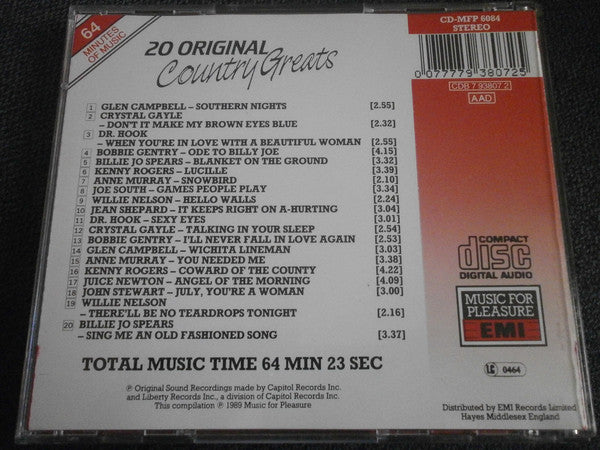 64
MINUTES
OF MUSIC
20 ORIGINAL
Country Greats
CD-MFP 6084
STEREO
0 077779 380725
CDB 7 93807 2
AAD
1 GLEN CAMPBELL – SOUTHERN NIGHTS [2.55]
2 CRYSTAL GAYLE
– DON'T IT MAKE MY BROWN EYES BLUE [2.32]
3 DR. HOOK
– WHEN YOU'RE IN LOVE WITH A BEAUTIFUL WOMAN [2.55]
4 BOBBIE GENTRY – ODE TO BILLY JOE [4.15]
5 BILLIE JO SPEARS – BLANKET ON THE GROUND [3.32]
6 KENNY ROGERS – LUCILLE [3.39]
7 ANNE MURRAY – SNOWBIRD [2.10]
8 JOE SOUTH – GAMES PEOPLE PLAY [3.34]
9 WILLIE NELSON – HELLO WALLS [2.24]
10 JEAN SHEPARD – IT KEEPS RIGHT ON A-HURTING [3.04]
11 DR. HOOK – SEXY EYES [3.01]
12 CRYSTAL GAYLE – TALKING IN YOUR SLEEP [2.54]
13 BOBBIE GENTRY – I'LL NEVER FALL IN LOVE AGAIN [2.53]
14 GLEN CAMPBELL – WICHITA LINEMAN [3.03]
15 ANNE MURRAY – YOU NEEDED ME [3.38]
16 KENNY ROGERS – COWARD OF THE COUNTY [4.22]
17 JUICE NEWTON – ANGEL OF THE MORNING [4.09]
18 JOHN STEWART – JULY, YOU'RE A WOMAN [3.00]
19 WILLIE NELSON
– THERE'LL BE NO TEARDROPS TONIGHT [2.16]
20 BILLIE JO SPEARS
– SING ME AN OLD FASHIONED SONG [3.37]
TOTAL MUSIC TIME 64 MIN 23 SEC
℗ Original Sound Recordings made by Capitol Records Inc.
and Liberty Records Inc., a division of Capitol Records Inc.
This compilation ℗ 1989 Music for Pleasure
COMPACT
disc
DIGITAL AUDIO
MUSIC FOR
PLEASURE
EMI
LC 0464
Distributed by EMI Records Limited
Hayes Middlesex England